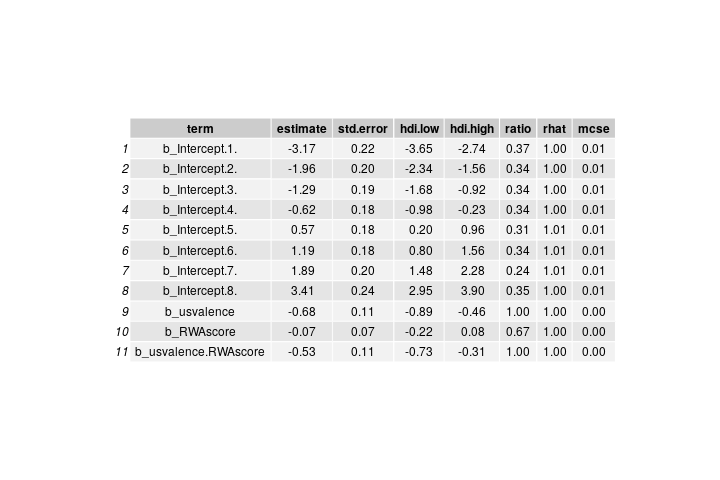 term estimate std.error hdi.low hdi.high ratio rhat mcse
1 b_Intercept.1. -3.17 0.22 -3.65 -2.74 0.37 1.00 0.01
2 b_Intercept.2. -1.96 0.20 -2.34 -1.56 0.34 1.00 0.01
3 b_Intercept.3. -1.29 0.19 -1.68 -0.92 0.34 1.00 0.01
4 b_Intercept.4. -0.62 0.18 -0.98 -0.23 0.34 1.00 0.01
5 b_Intercept.5. 0.57 0.18 0.20 0.96 0.31 1.01 0.01
6 b_Intercept.6. 1.19 0.18 0.80 1.56 0.34 1.01 0.01
7 b_Intercept.7. 1.89 0.20 1.48 2.28 0.24 1.01 0.01
8 b_Intercept.8. 3.41 0.24 2.95 3.90 0.35 1.00 0.01
9 b_usvalence -0.68 0.11 -0.89 -0.46 1.00 1.00 0.00
10 b_RWAscore -0.07 0.07 -0.22 0.08 0.67 1.00 0.00
11 b_usvalence.RWAscore -0.53 0.11 -0.73 -0.31 1.00 1.00 0.00